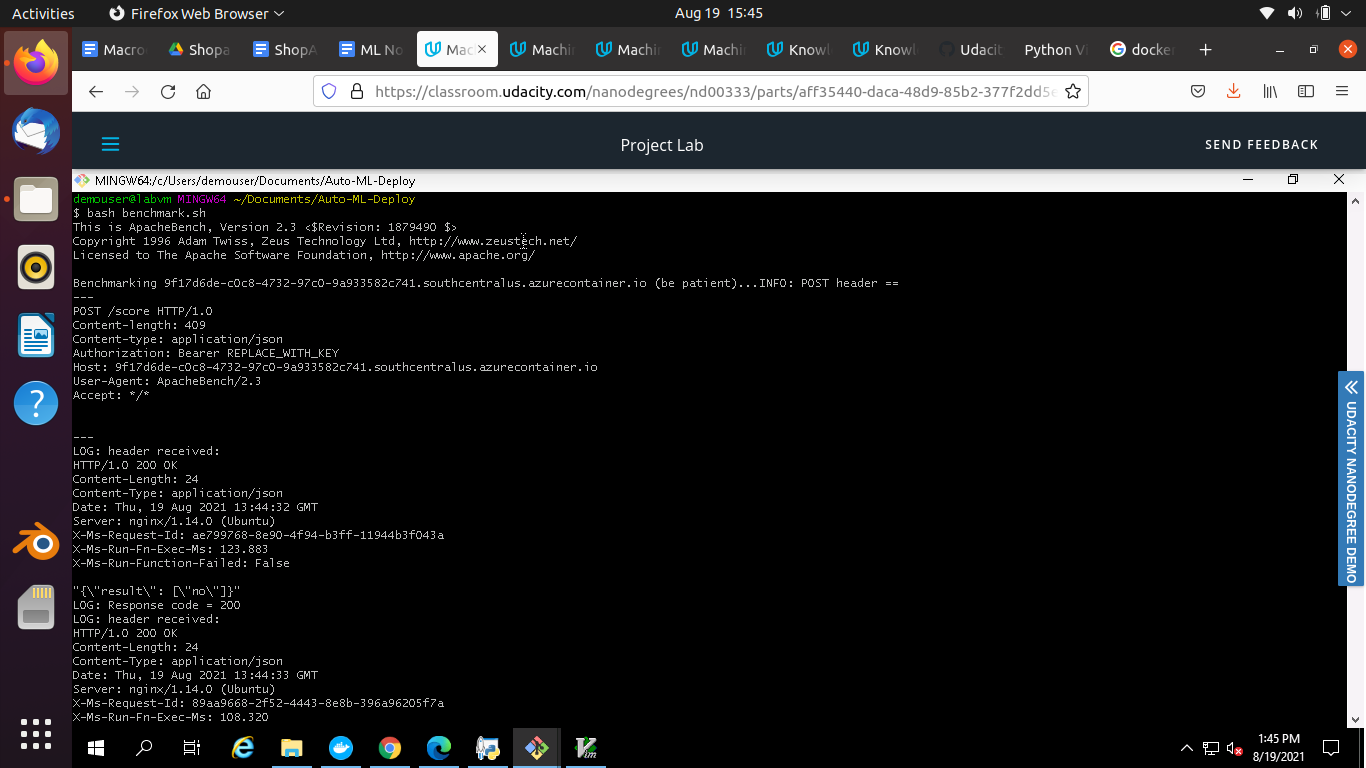 Activities
Firefox Web Browser
Aug 19 15:45
Macro
Shopa
ShopA
ML No
Mac
Machin
Machin
Machin
Knowl
Knowl
Udacit
Python Vi
docke
https://classroom.udacity.com/nanodegrees/nd00333/parts/aff35440-daca-48d9-85b2-377f2dd5e
Project Lab
SEND FEEDBACK
MINGW64:/c/Users/demouser/Documents/Auto-ML-Deploy
demouser@labvm MINGW64 ~/Documents/Auto-ML-Deploy
$ bash benchmark.sh
This is ApacheBench, Version 2.3 <$Revision: 1879490 $>
Copyright 1996 Adam Twiss, Zeus Technology Ltd, http://www.zeustech.net/
Licensed to The Apache Software Foundation, http://www.apache.org/
Benchmarking 9f17d6de-c0c8-4732-97c0-9a933582c741.southcentralus.azurecontainer.io (be patient)...INFO: POST header ==
---
POST /score HTTP/1.0
Content-length: 409
Content-type: application/json
Authorization: Bearer REPLACE_WITH_KEY
Host: 9f17d6de-c0c8-4732-97c0-9a933582c741.southcentralus.azurecontainer.io
User-Agent: ApacheBench/2.3
Accept: */*
---
LOG: header received:
HTTP/1.0 200 OK
Content-Length: 24
Content-Type: application/json
Date: Thu, 19 Aug 2021 13:44:32 GMT
Server: nginx/1.14.0 (Ubuntu)
X-Ms-Request-Id: ae799768-8e90-4f94-b3ff-11944b3f043a
X-Ms-Run-Fn-Exec-Ms: 123.883
X-Ms-Run-Function-Failed: False
"{\"result\": [\"no\"]}"
LOG: Response code = 200
LOG: header received:
HTTP/1.0 200 OK
Content-Length: 24
Content-Type: application/json
Date: Thu, 19 Aug 2021 13:44:33 GMT
Server: nginx/1.14.0 (Ubuntu)
X-Ms-Request-Id: 89aa9668-2f52-4443-8e8b-396a96205f7a
X-Ms-Run-Fn-Exec-Ms: 108.320
UDACITY NANODEGREE DEMO
1:45 PM
8/19/2021